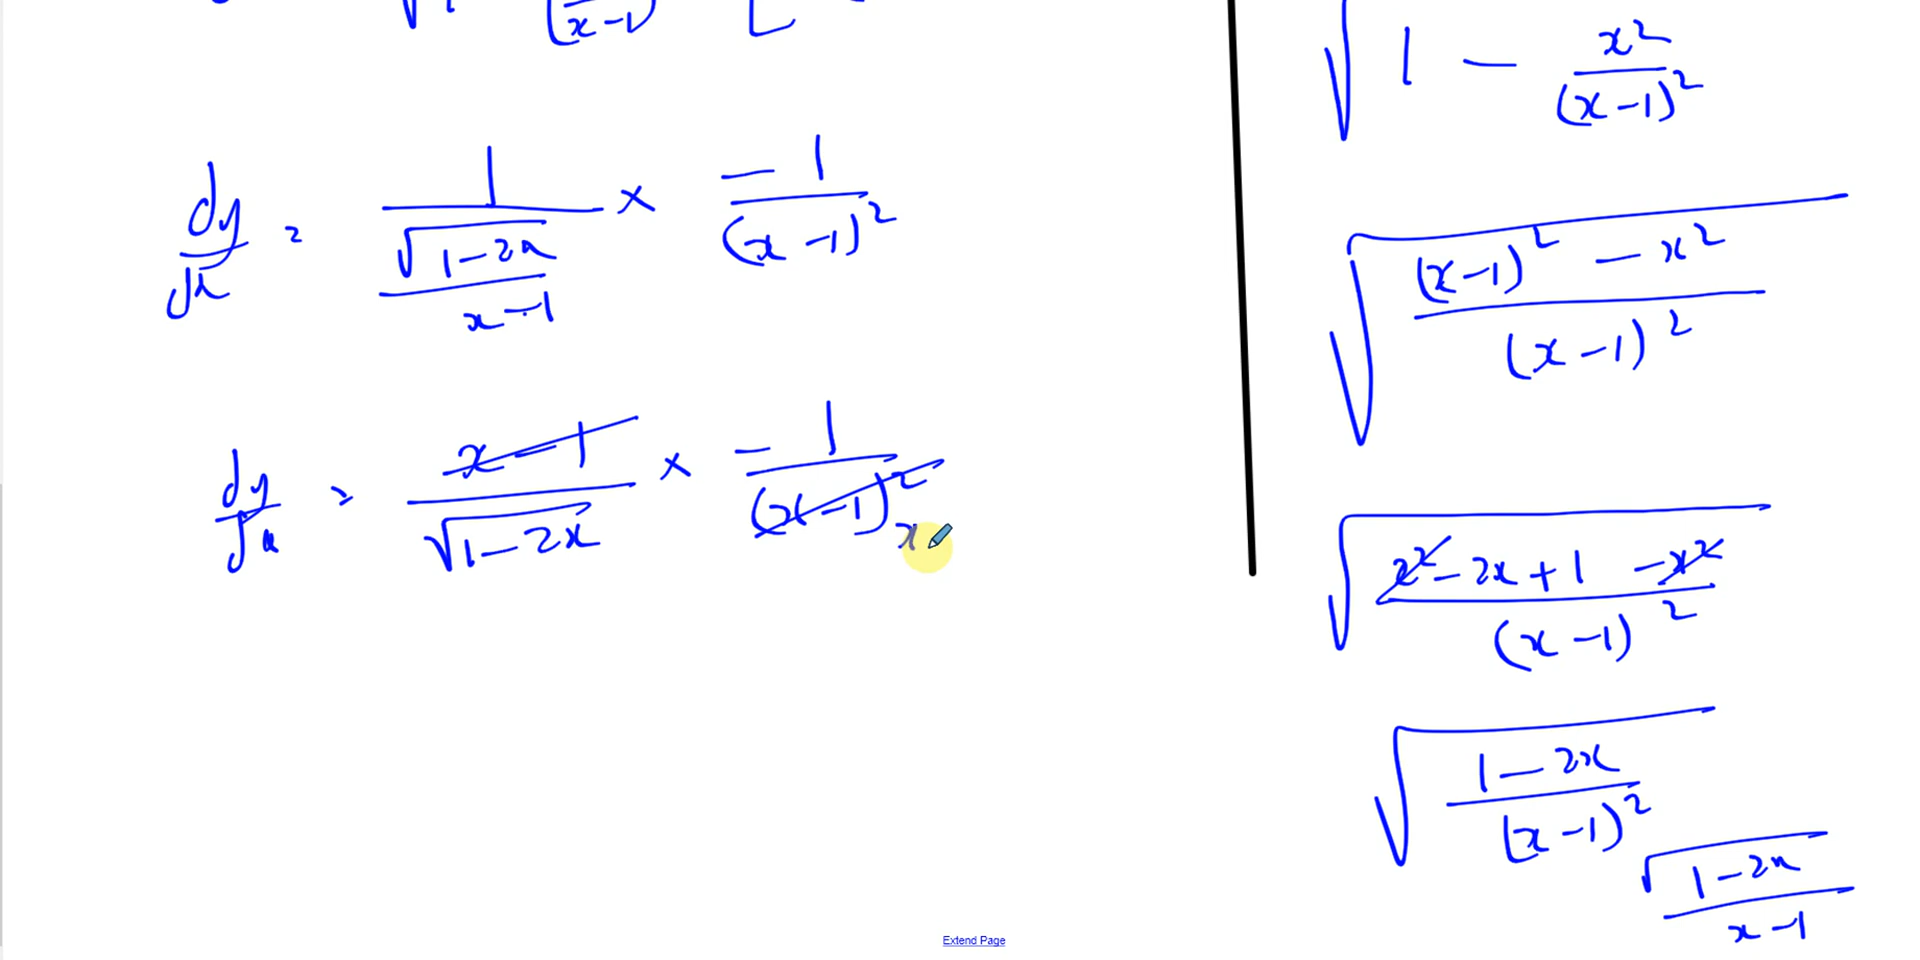 (x-1) [
dy/dx = 1/(√(1-2x)/(x-1)) × -1/(x-1)²
dy/dx = (x-1)/√(1-2x) × -1/(x-1)² x
√(1 - x²/(x-1)²)
√(((x-1)² - x²)/(x-1)²)
√((x² - 2x + 1 - x²)/(x-1)²)
√((1-2x)/(x-1)²)
√(1-2x)/(x-1)
Extend Page